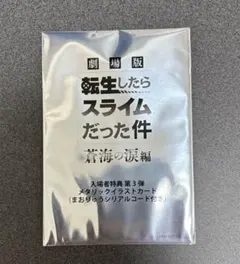 劇場版
転生したら
スライム
だった件
蒼海の涙編
入場者特典 第3弾
メタリックイラストカード
(まおりゅうシリアルコード付き)